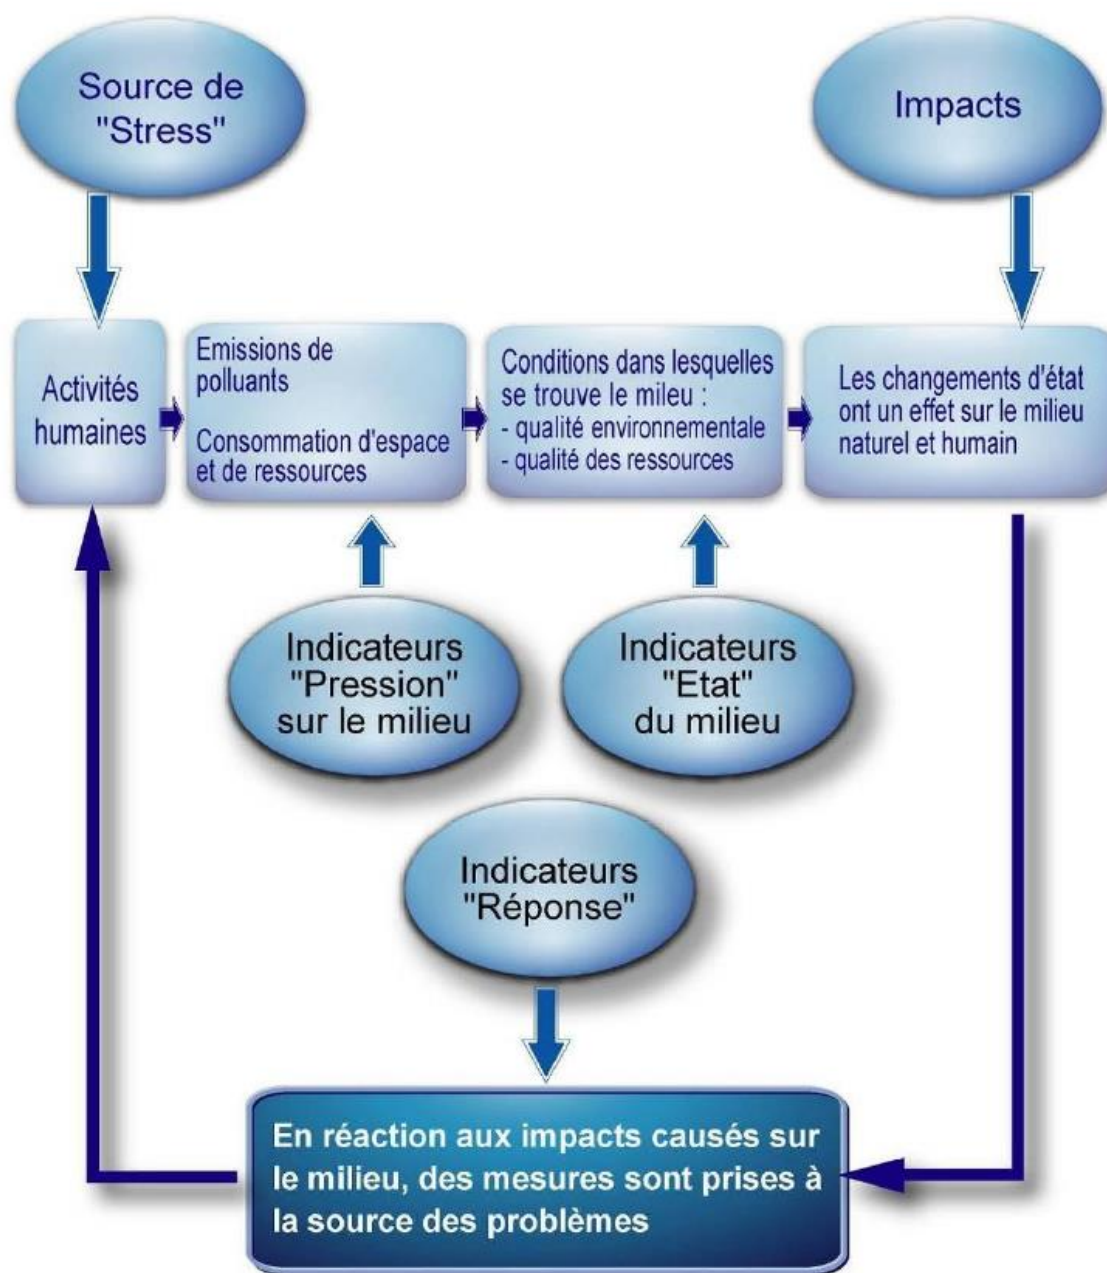 Source de
"Stress"
Impacts
Activités
humaines
Emissions de
polluants
Consommation d'espace
et de ressources
Conditions dans lesquelles
se trouve le mileu :
- qualité environnementale
- qualité des ressources
Les changements d'état
ont un effet sur le milieu
naturel et humain
Indicateurs
"Pression"
sur le milieu
Indicateurs
"Etat"
du milieu
Indicateurs
"Réponse"
En réaction aux impacts causés sur
le milieu, des mesures sont prises à
la source des problèmes